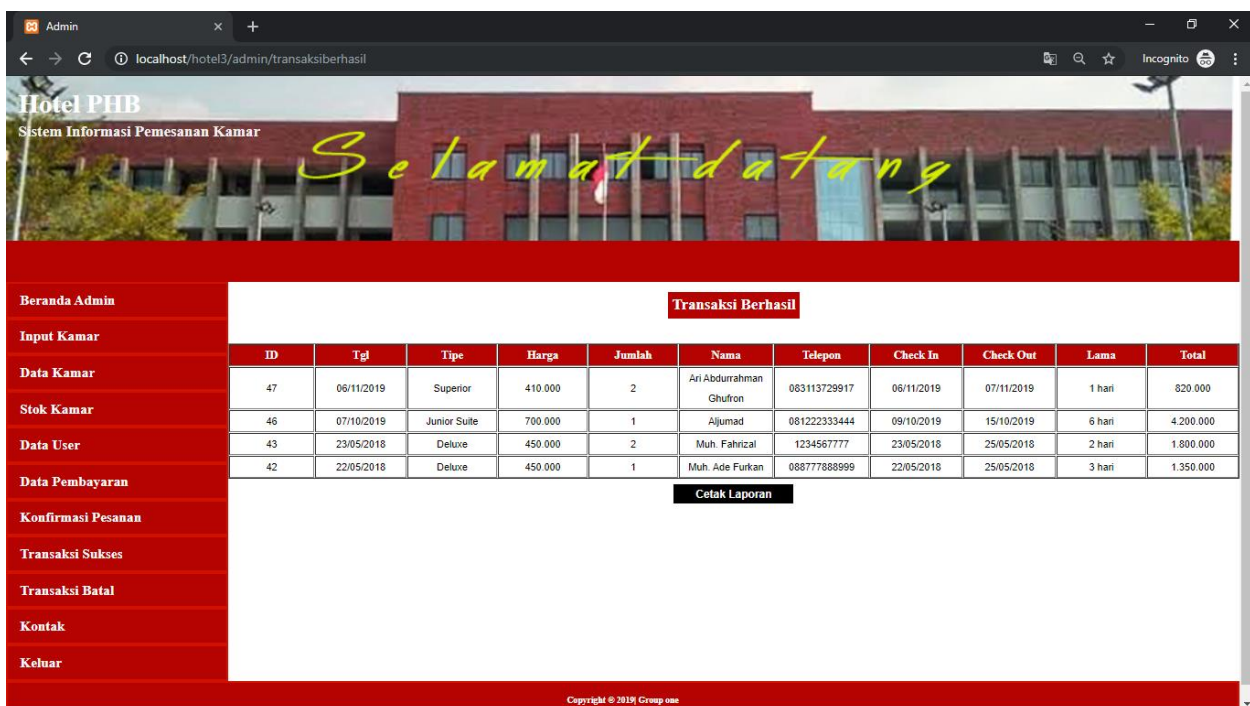 Admin
localhost/hotel3/admin/transaksiberhasil
Incognito
Hotel PHB
Sistem Informasi Pemesanan Kamar
Selamat datang
Beranda Admin
Input Kamar
Data Kamar
Stok Kamar
Data User
Data Pembayaran
Konfirmasi Pesanan
Transaksi Sukses
Transaksi Batal
Kontak
Keluar
Transaksi Berhasil
ID Tgl Tipe Harga Jumlah Nama Telepon Check In Check Out Lama Total
47 06/11/2019 Superior 410.000 2 Ari Abdurrahman Ghufron 083113729917 06/11/2019 07/11/2019 1 hari 820.000
46 07/10/2019 Junior Suite 700.000 1 Aljumad 081222333444 09/10/2019 15/10/2019 6 hari 4.200.000
43 23/05/2018 Deluxe 450.000 2 Muh. Fahrizal 1234567777 23/05/2018 25/05/2018 2 hari 1.800.000
42 22/05/2018 Deluxe 450.000 1 Muh. Ade Furkan 088777888999 22/05/2018 25/05/2018 3 hari 1.350.000
Cetak Laporan
Copyright © 2019| Group one